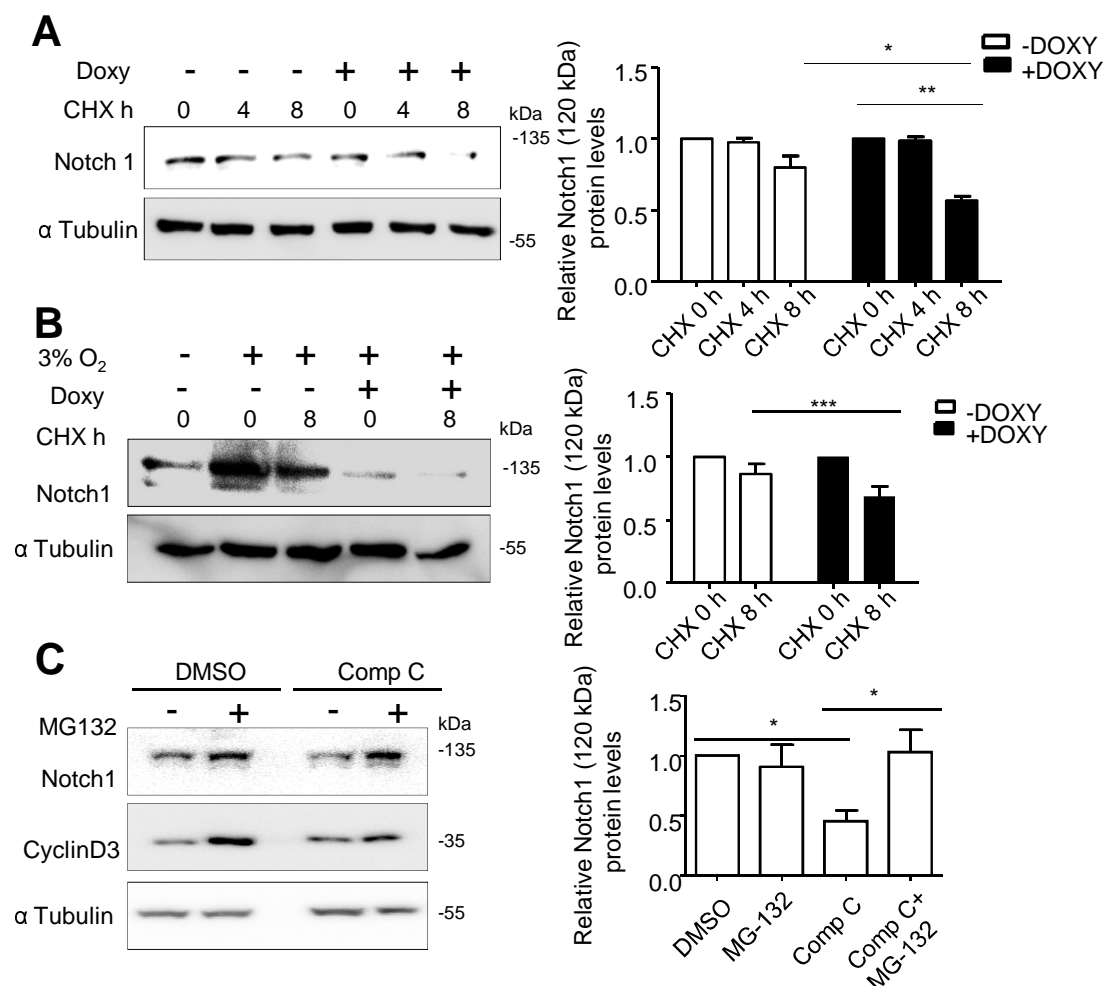 A
Doxy - - - + + +
CHX h 0 4 8 0 4 8
kDa
Notch 1
-135
α Tubulin
-55
Relative Notch1 (120 kDa)
protein levels
1.5
1.0
0.5
0.0
*
**
-DOXY
+DOXY
CHX 0 h
CHX 4 h
CHX 8 h
CHX 0 h
CHX 4 h
CHX 8 h
B
3% O₂ - + + + +
Doxy - - - + +
CHX h 0 0 8 0 8
kDa
Notch1
-135
α Tubulin
-55
Relative Notch1 (120 kDa)
protein levels
1.5
1.0
0.5
0.0
***
-DOXY
+DOXY
CHX 0 h
CHX 8 h
CHX 0 h
CHX 8 h
C
DMSO Comp C
MG132 - + - +
kDa
Notch1
-135
CyclinD3
-35
α Tubulin
-55
Relative Notch1 (120 kDa)
protein levels
1.5
1.0
0.5
0.0
*
*
DMSO
MG-132
Comp C
Comp C+
MG-132